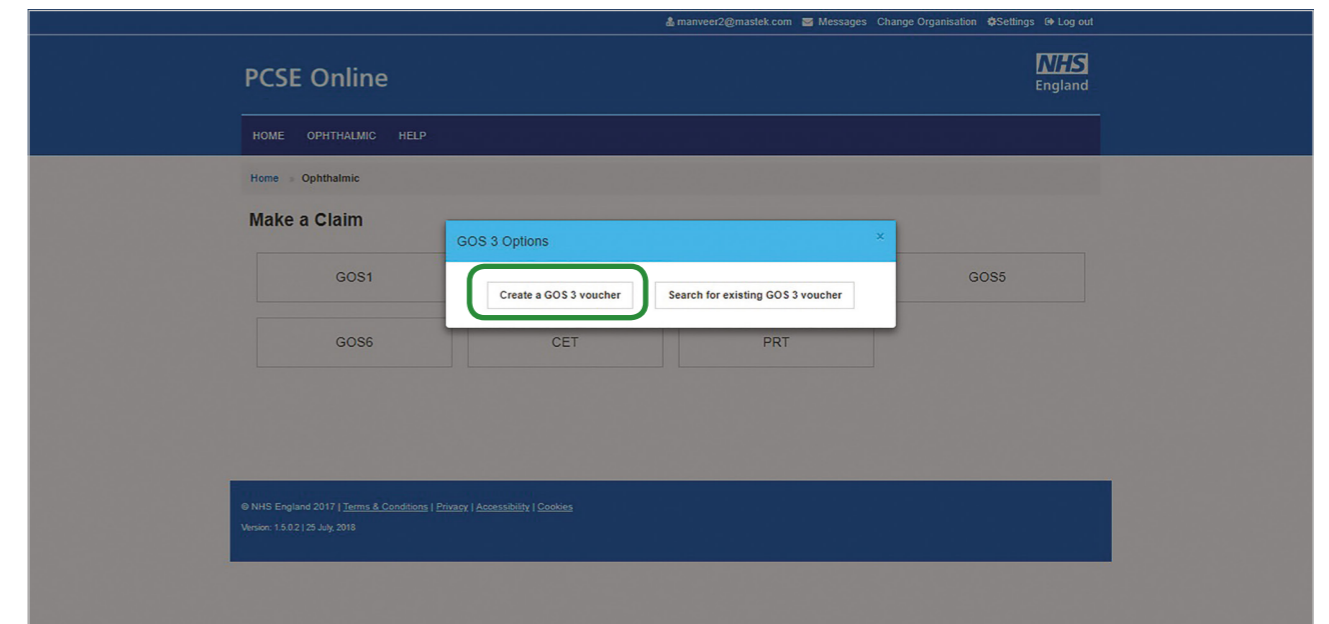 manveer2@mastek.com Messages Change Organisation Settings Log out
PCSE Online
NHS
England
HOME OPHTHALMIC HELP
Home » Ophthalmic
Make a Claim
GOS 3 Options ×
GOS1 GOS5
Create a GOS 3 voucher Search for existing GOS 3 voucher
GOS6 CET PRT
© NHS England 2017 | Terms & Conditions | Privacy | Accessibility | Cookies
Version: 1.5.0.2 | 25 July, 2018